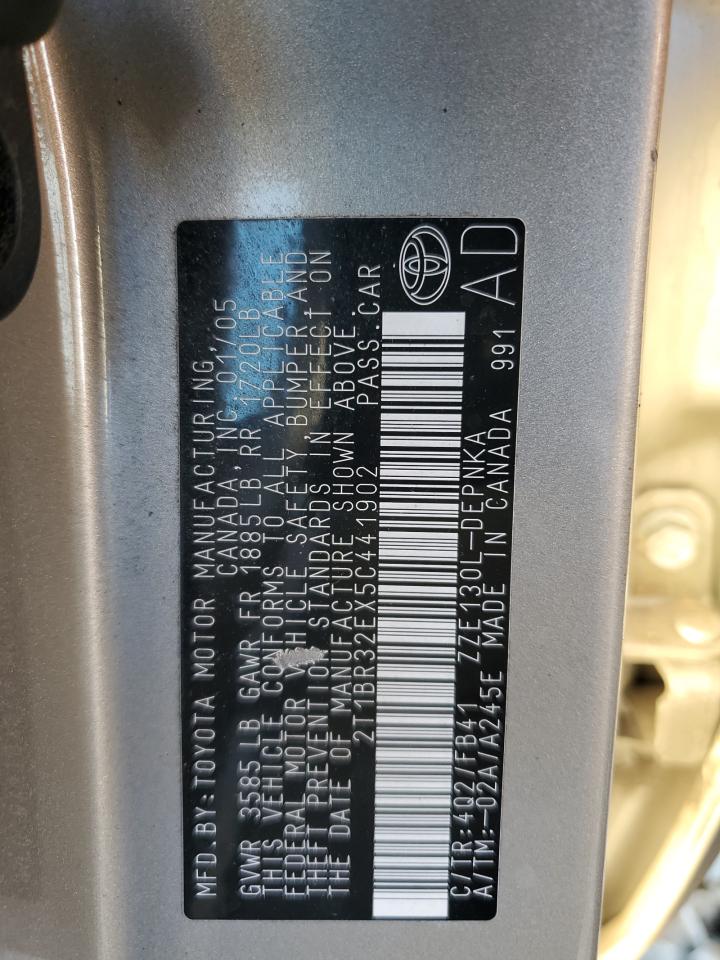 MFD.BY:TOYOTA MOTOR MANUFACTURING,
CANADA, INC 01/05
GVWR 3585 LB GAWR FR 1885LB, RR 1720LB
THIS VEHICLE CONFORMS TO ALL APPLICABLE
FEDERAL MOTOR VEHICLE SAFETY, BUMPER AND
THEFT PREVENTION STANDARDS IN EFFECT ON
THE DATE OF MANUFACTURE SHOWN ABOVE.
2T1BR32EX5C441902 PASS.CAR
C/TR:4Q2/FB41 ZZE130L-DEPNKA
A/TM:-02A/A245E MADE IN CANADA 991
AD